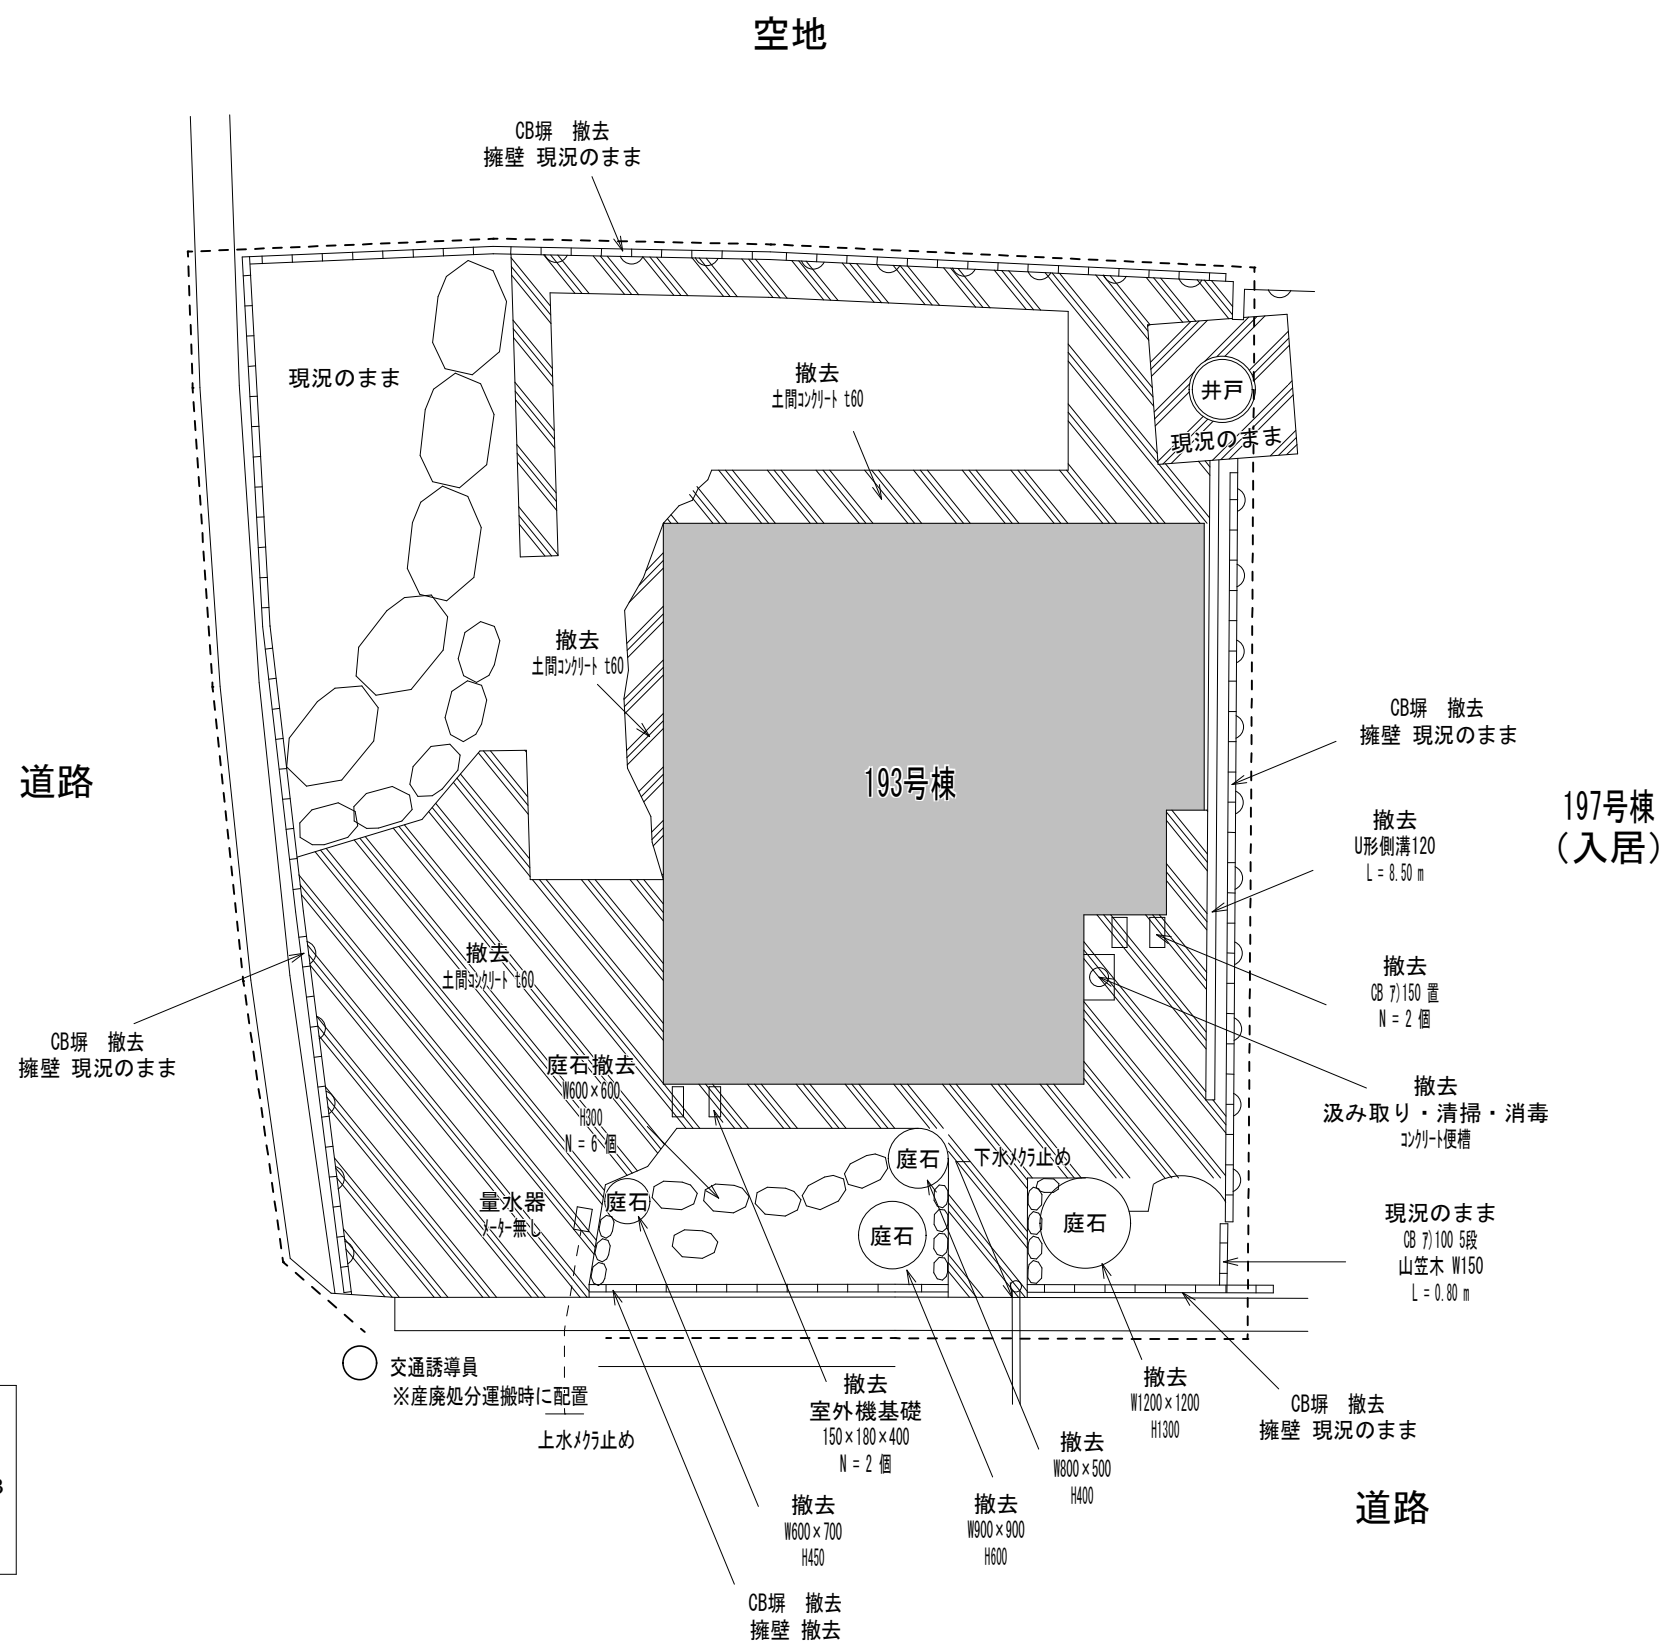 空地
CB塀 撤去
擁壁 現況のまま
現況のまま
撤去
土間ｺﾝｸﾘｰﾄ t60
井戸
現況のまま
撤去
土間ｺﾝｸﾘｰﾄ t60
CB塀 撤去
擁壁 現況のまま
道路
193号棟
197号棟
（入居）
撤去
U形側溝120
L = 8.50 m
撤去
土間ｺﾝｸﾘｰﾄ t60
撤去
CB ｱ)150 置
N = 2 個
CB塀 撤去
擁壁 現況のまま
庭石撤去
W600×600
H300
N = 6 個
撤去
汲み取り・清掃・消毒
ｺﾝｸﾘｰﾄ便槽
庭石
下水ﾒｸﾗ止め
量水器
ﾒｰﾀｰ無し
庭石
庭石
庭石
現況のまま
CB ｱ)100 5段
山笠木 W150
L = 0.80 m
交通誘導員
※産廃処分運搬時に配置
上水ﾒｸﾗ止め
撤去
室外機基礎
150×180×400
N = 2 個
撤去
W1200×1200
H1300
CB塀 撤去
擁壁 現況のまま
撤去
W800×500
H400
撤去
W600×700
H450
撤去
W900×900
H600
道路
CB塀 撤去
擁壁 撤去